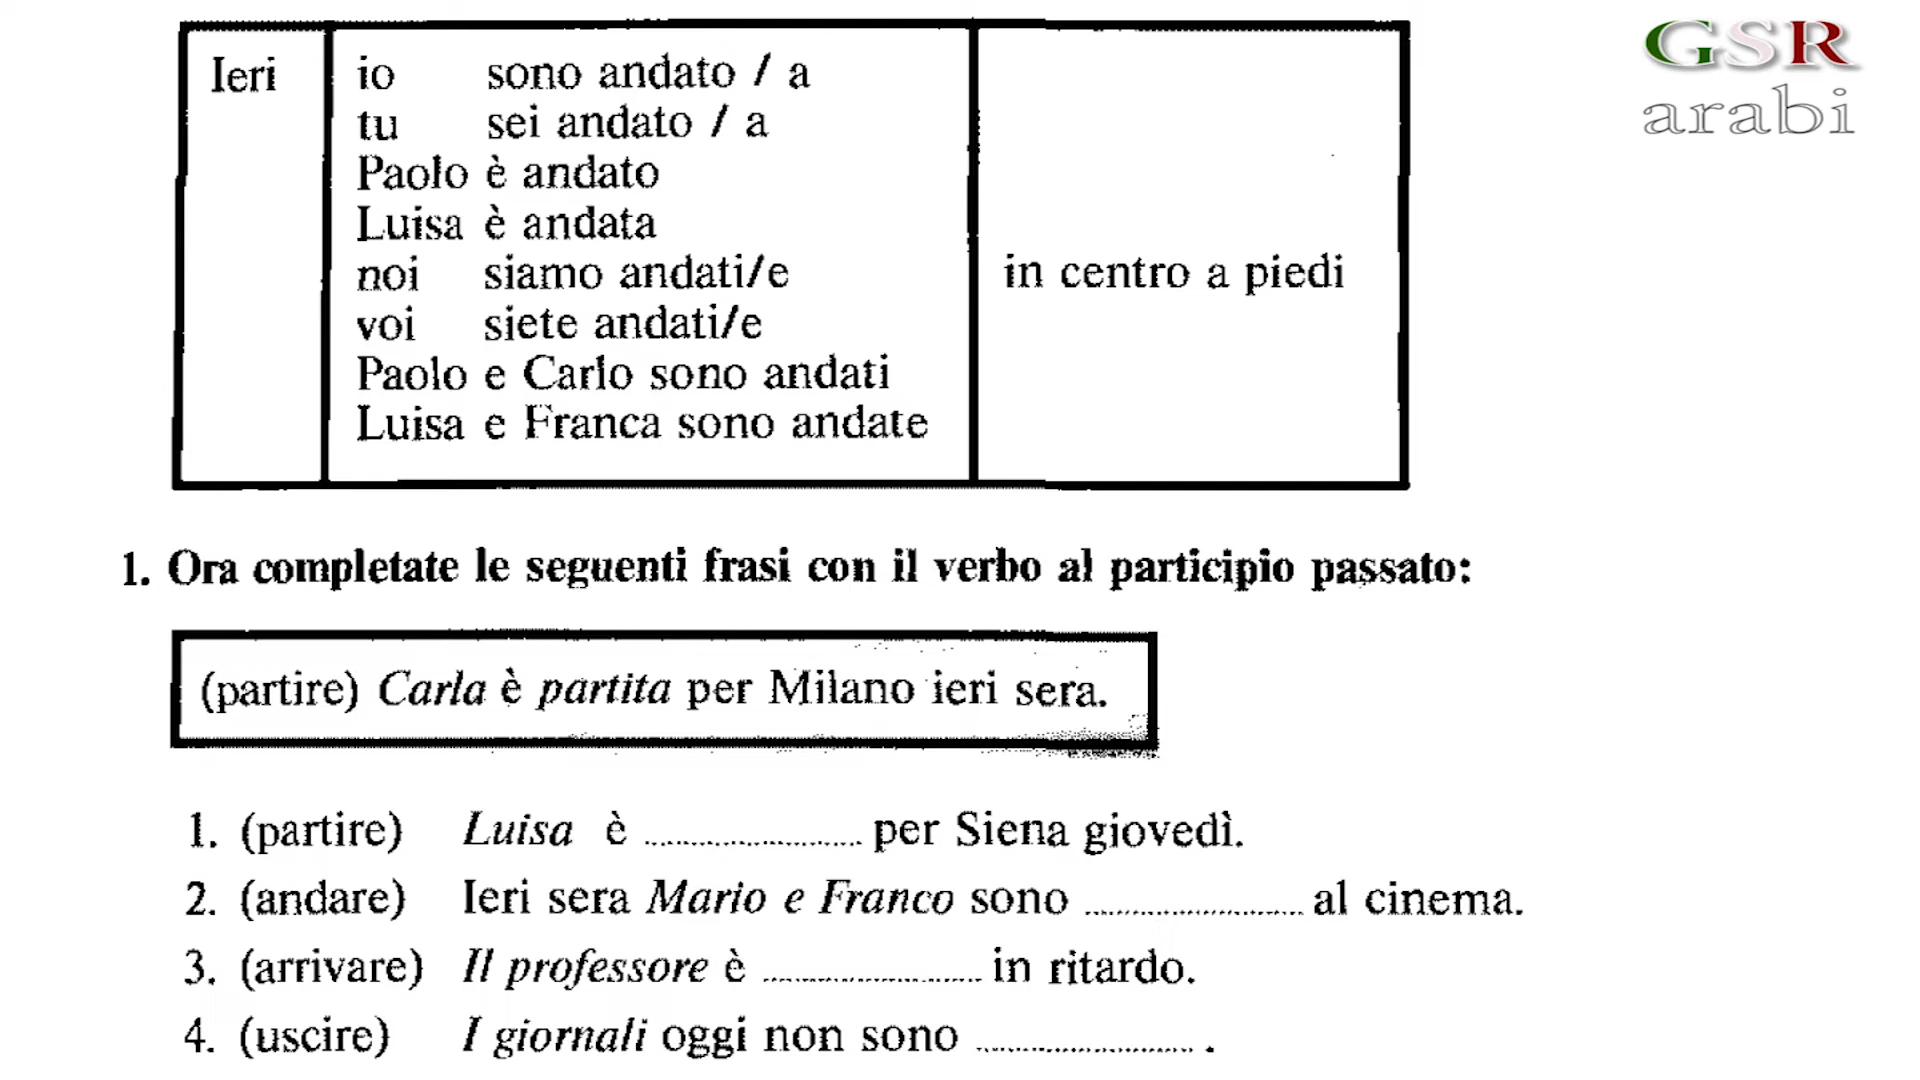 GSR
arabi
Ieri
io sono andato / a
tu sei andato / a
Paolo è andato
Luisa è andata
noi siamo andati/e
voi siete andati/e
Paolo e Carlo sono andati
Luisa e Franca sono andate
in centro a piedi
1. Ora completate le seguenti frasi con il verbo al participio passato:
(partire) Carla è partita per Milano ieri sera.
1. (partire) Luisa è ........................ per Siena giovedì.
2. (andare) Ieri sera Mario e Franco sono ........................ al cinema.
3. (arrivare) Il professore è ........................ in ritardo.
4. (uscire) I giornali oggi non sono ........................ .